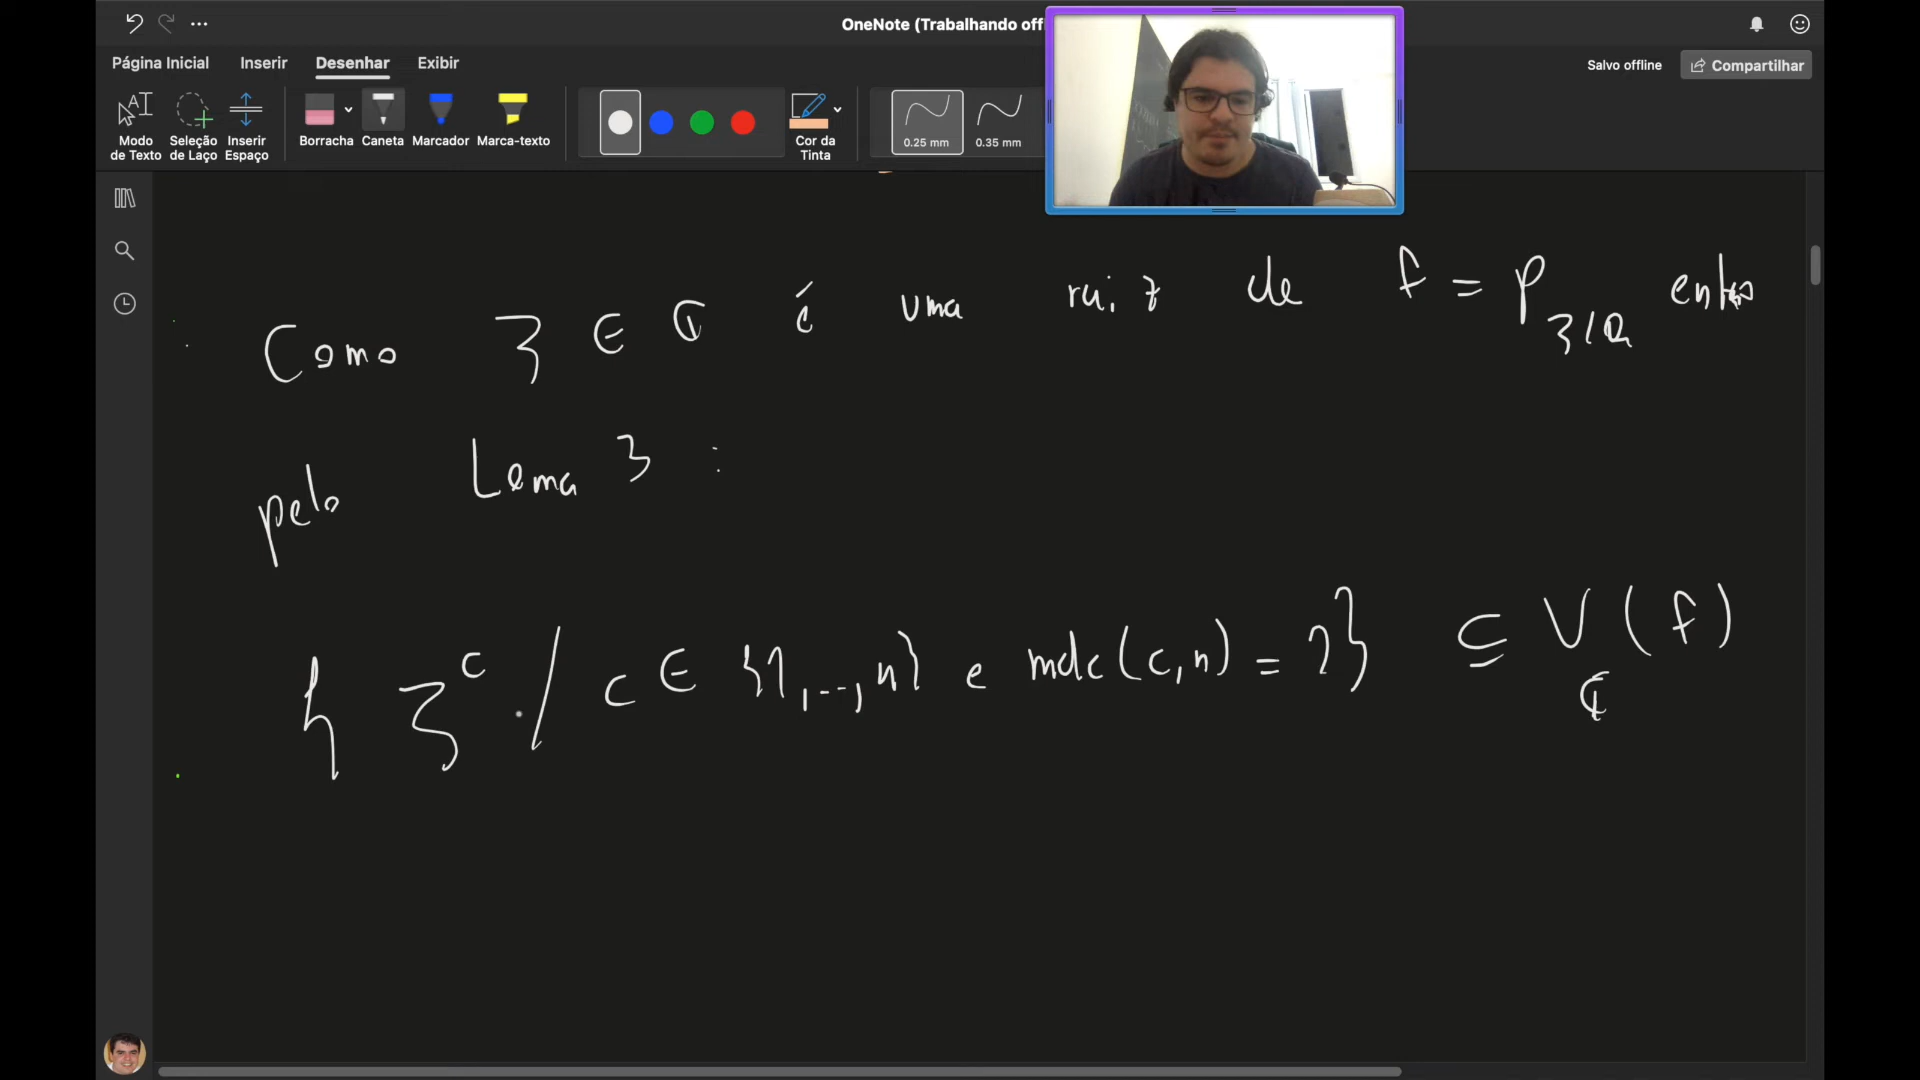 OneNote (Trabalhando offl
Página Inicial Inserir Desenhar Exibir
Salvo offline
Compartilhar
Modo de Texto
Seleção de Laço
Inserir Espaço
Borracha
Caneta
Marcador
Marca-texto
Cor da Tinta
0.25 mm
0.35 mm
Como ζ ∈ ℂ é uma raiz de f = P_{ζ/ℚ} então
pelo Lema 3 :
{ ζ^c / c ∈ {1,..,n} e mdc(c,n) = 1} ⊆ V_ℂ(f)